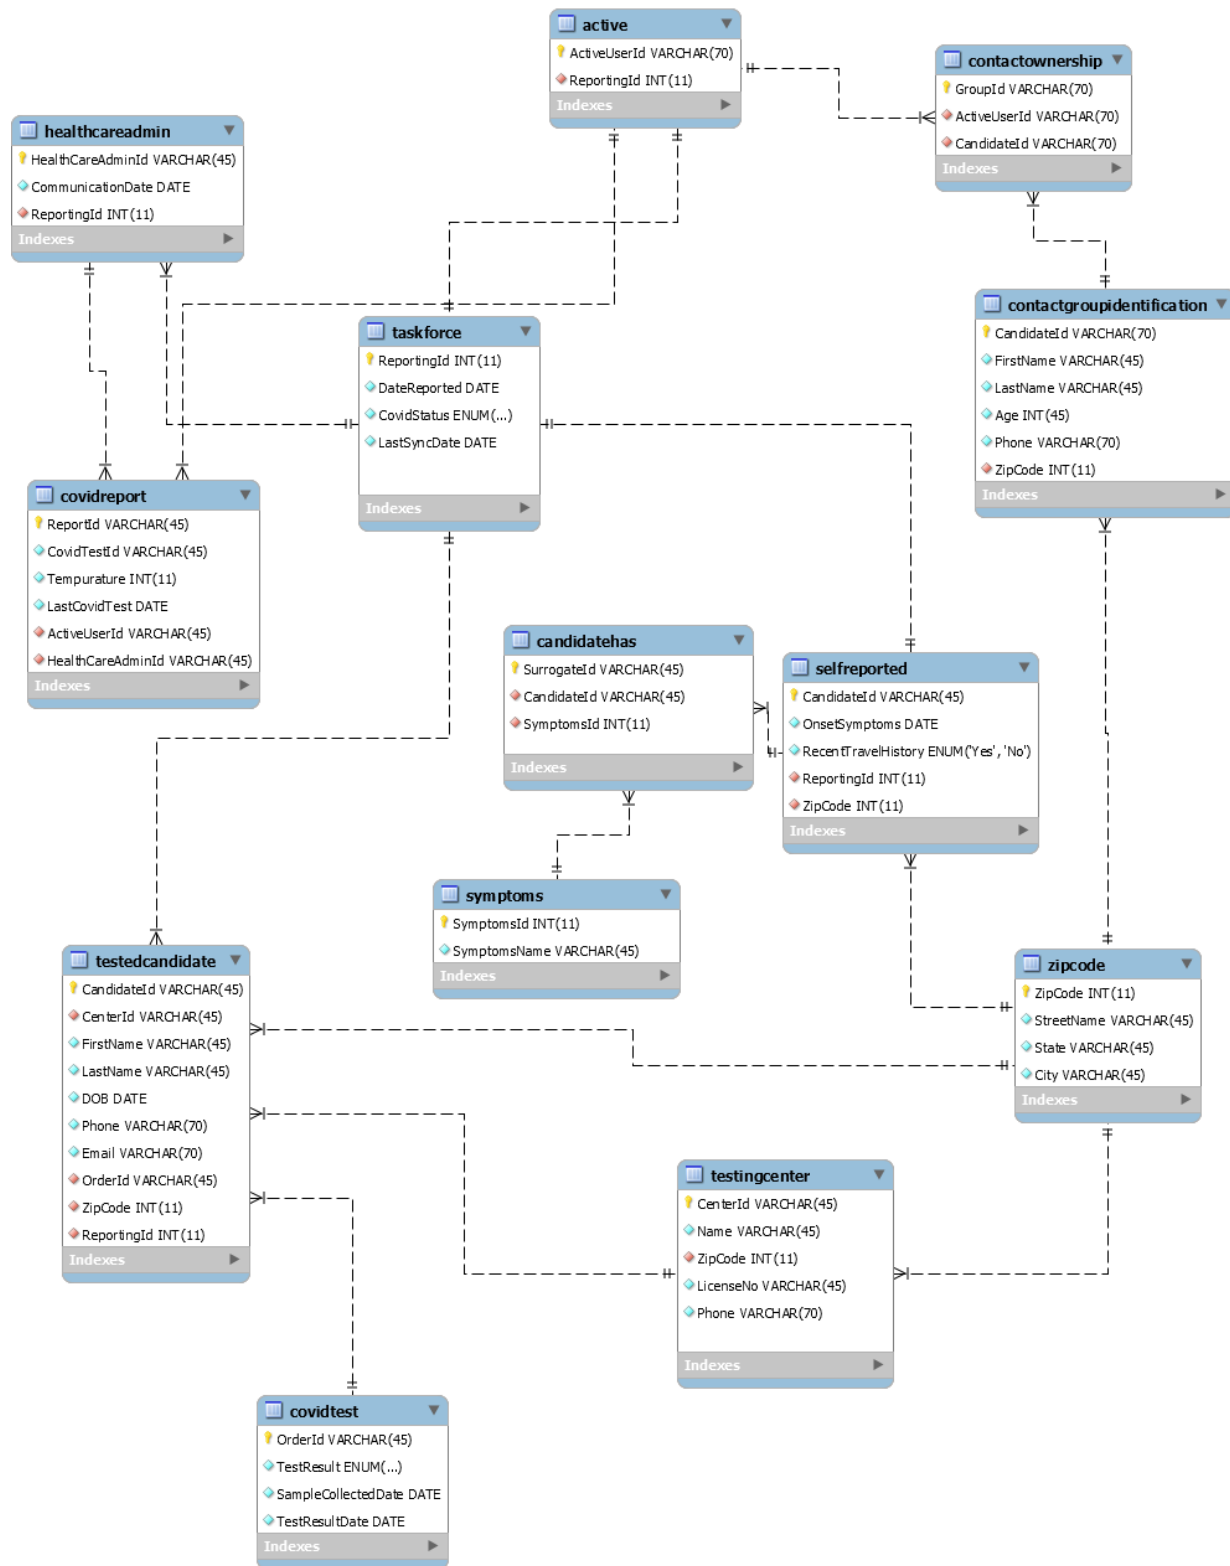 active
ActiveUserId VARCHAR(70)
ReportingId INT(11)
Indexes
contactownership
GroupId VARCHAR(70)
ActiveUserId VARCHAR(70)
CandidateId VARCHAR(70)
Indexes
healthcareadmin
HealthCareAdminId VARCHAR(45)
CommunicationDate DATE
ReportingId INT(11)
Indexes
contactgroupidentification
CandidateId VARCHAR(70)
FirstName VARCHAR(45)
LastName VARCHAR(45)
Age INT(45)
Phone VARCHAR(70)
ZipCode INT(11)
Indexes
taskforce
ReportingId INT(11)
DateReported DATE
CovidStatus ENUM(...)
LastSyncDate DATE
Indexes
covidreport
ReportId VARCHAR(45)
CovidTestId VARCHAR(45)
Tempurature INT(11)
LastCovidTest DATE
ActiveUserId VARCHAR(45)
HealthCareAdminId VARCHAR(45)
Indexes
candidatehas
SurrogateId VARCHAR(45)
CandidateId VARCHAR(45)
SymptomsId INT(11)
Indexes
selfreported
CandidateId VARCHAR(45)
OnsetSymptoms DATE
RecentTravelHistory ENUM('Yes', 'No')
ReportingId INT(11)
ZipCode INT(11)
Indexes
symptoms
SymptomsId INT(11)
SymptomsName VARCHAR(45)
Indexes
testedcandidate
CandidateId VARCHAR(45)
CenterId VARCHAR(45)
FirstName VARCHAR(45)
LastName VARCHAR(45)
DOB DATE
Phone VARCHAR(70)
Email VARCHAR(70)
OrderId VARCHAR(45)
ZipCode INT(11)
ReportingId INT(11)
Indexes
zipcode
ZipCode INT(11)
StreetName VARCHAR(45)
State VARCHAR(45)
City VARCHAR(45)
Indexes
testingcenter
CenterId VARCHAR(45)
Name VARCHAR(45)
ZipCode INT(11)
LicenseNo VARCHAR(45)
Phone VARCHAR(70)
Indexes
covidtest
OrderId VARCHAR(45)
TestResult ENUM(...)
SampleCollectedDate DATE
TestResultDate DATE
Indexes